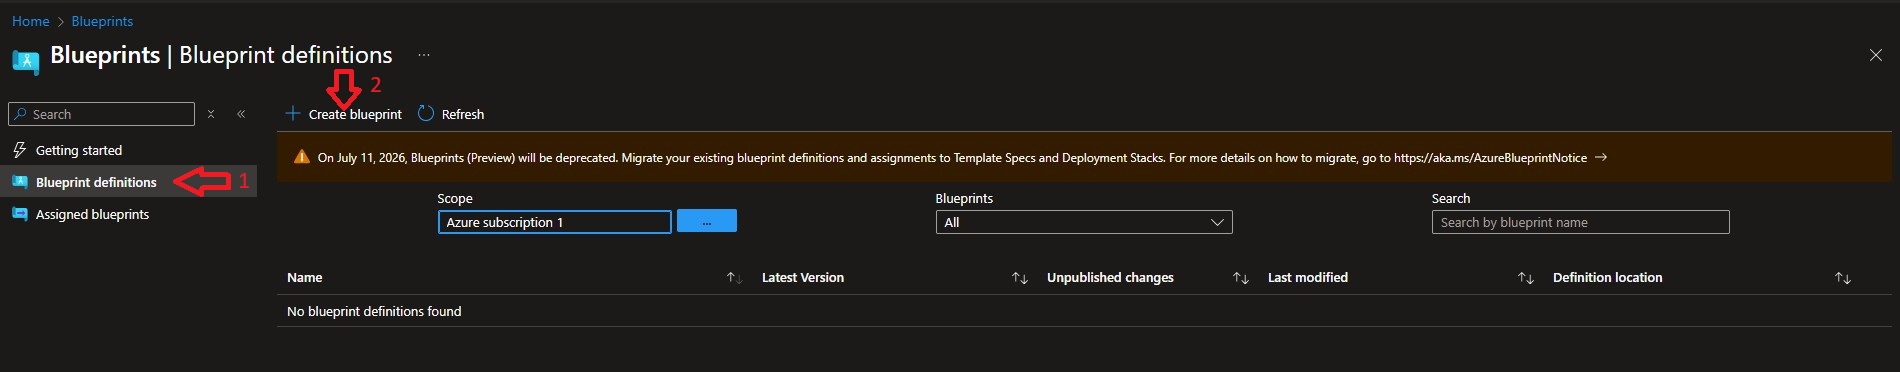 Home > Blueprints
Blueprints | Blueprint definitions ...
2
Search
Create blueprint Refresh
Getting started
On July 11, 2026, Blueprints (Preview) will be deprecated. Migrate your existing blueprint definitions and assignments to Template Specs and Deployment Stacks. For more details on how to migrate, go to https://aka.ms/AzureBlueprintNotice →
Blueprint definitions 1
Assigned blueprints
Scope Blueprints Search
Azure subscription 1 ... All Search by blueprint name
Name Latest Version Unpublished changes Last modified Definition location
No blueprint definitions found